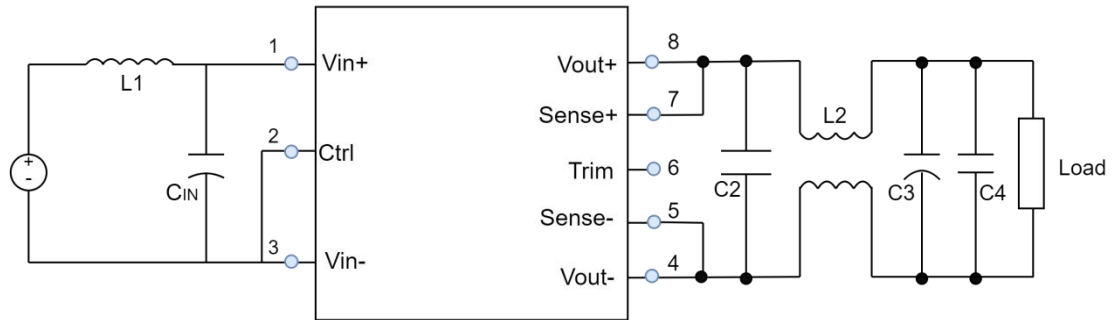 1
Vin+
L1
2
Ctrl
+
-
CIN
3
Vin-
Vout+
8
Sense+
7
Trim
6
Sense-
5
Vout-
4
C2
L2
C3
C4
Load